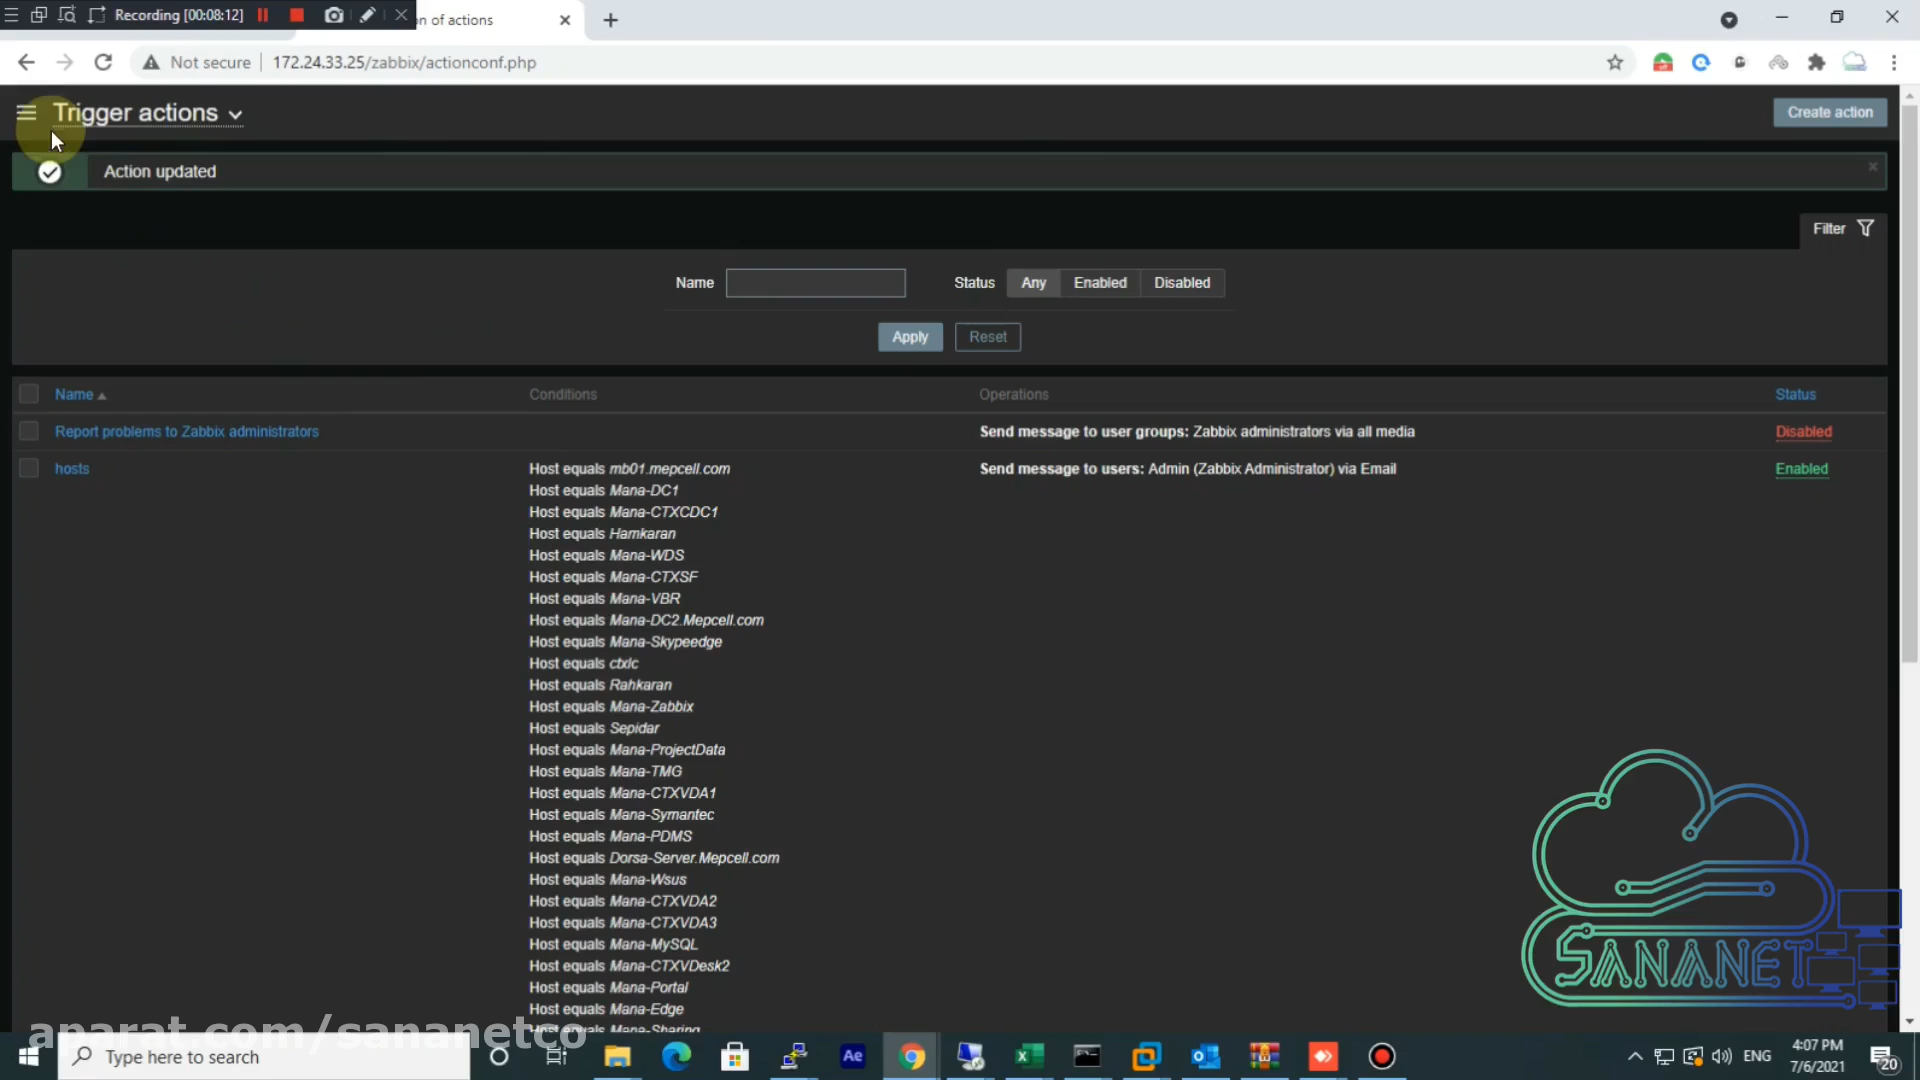 Recording [00:08:12]
n of actions
Not secure
172.24.33.25/zabbix/actionconf.php
Trigger actions
Create action
Action updated
Filter
Name
Status Any Enabled Disabled
Apply Reset
Name Conditions Operations Status
Report problems to Zabbix administrators Send message to user groups: Zabbix administrators via all media Disabled
hosts Host equals mb01.mepcell.com Send message to users: Admin (Zabbix Administrator) via Email Enabled
Host equals Mana-DC1
Host equals Mana-CTXCDC1
Host equals Hamkaran
Host equals Mana-WDS
Host equals Mana-CTXSF
Host equals Mana-VBR
Host equals Mana-DC2.Mepcell.com
Host equals Mana-Skypeedge
Host equals ctxlc
Host equals Rahkaran
Host equals Mana-Zabbix
Host equals Sepidar
Host equals Mana-ProjectData
Host equals Mana-TMG
Host equals Mana-CTXVDA1
Host equals Mana-Symantec
Host equals Mana-PDMS
Host equals Dorsa-Server.Mepcell.com
Host equals Mana-Wsus
Host equals Mana-CTXVDA2
Host equals Mana-CTXVDA3
Host equals Mana-MySQL
Host equals Mana-CTXVDesk2
Host equals Mana-Portal
Host equals Mana-Edge
Host equals Mana-Sharing
SANANET
aparat.com/sananetco
Type here to search
Ae
ENG
4:07 PM
7/6/2021
20